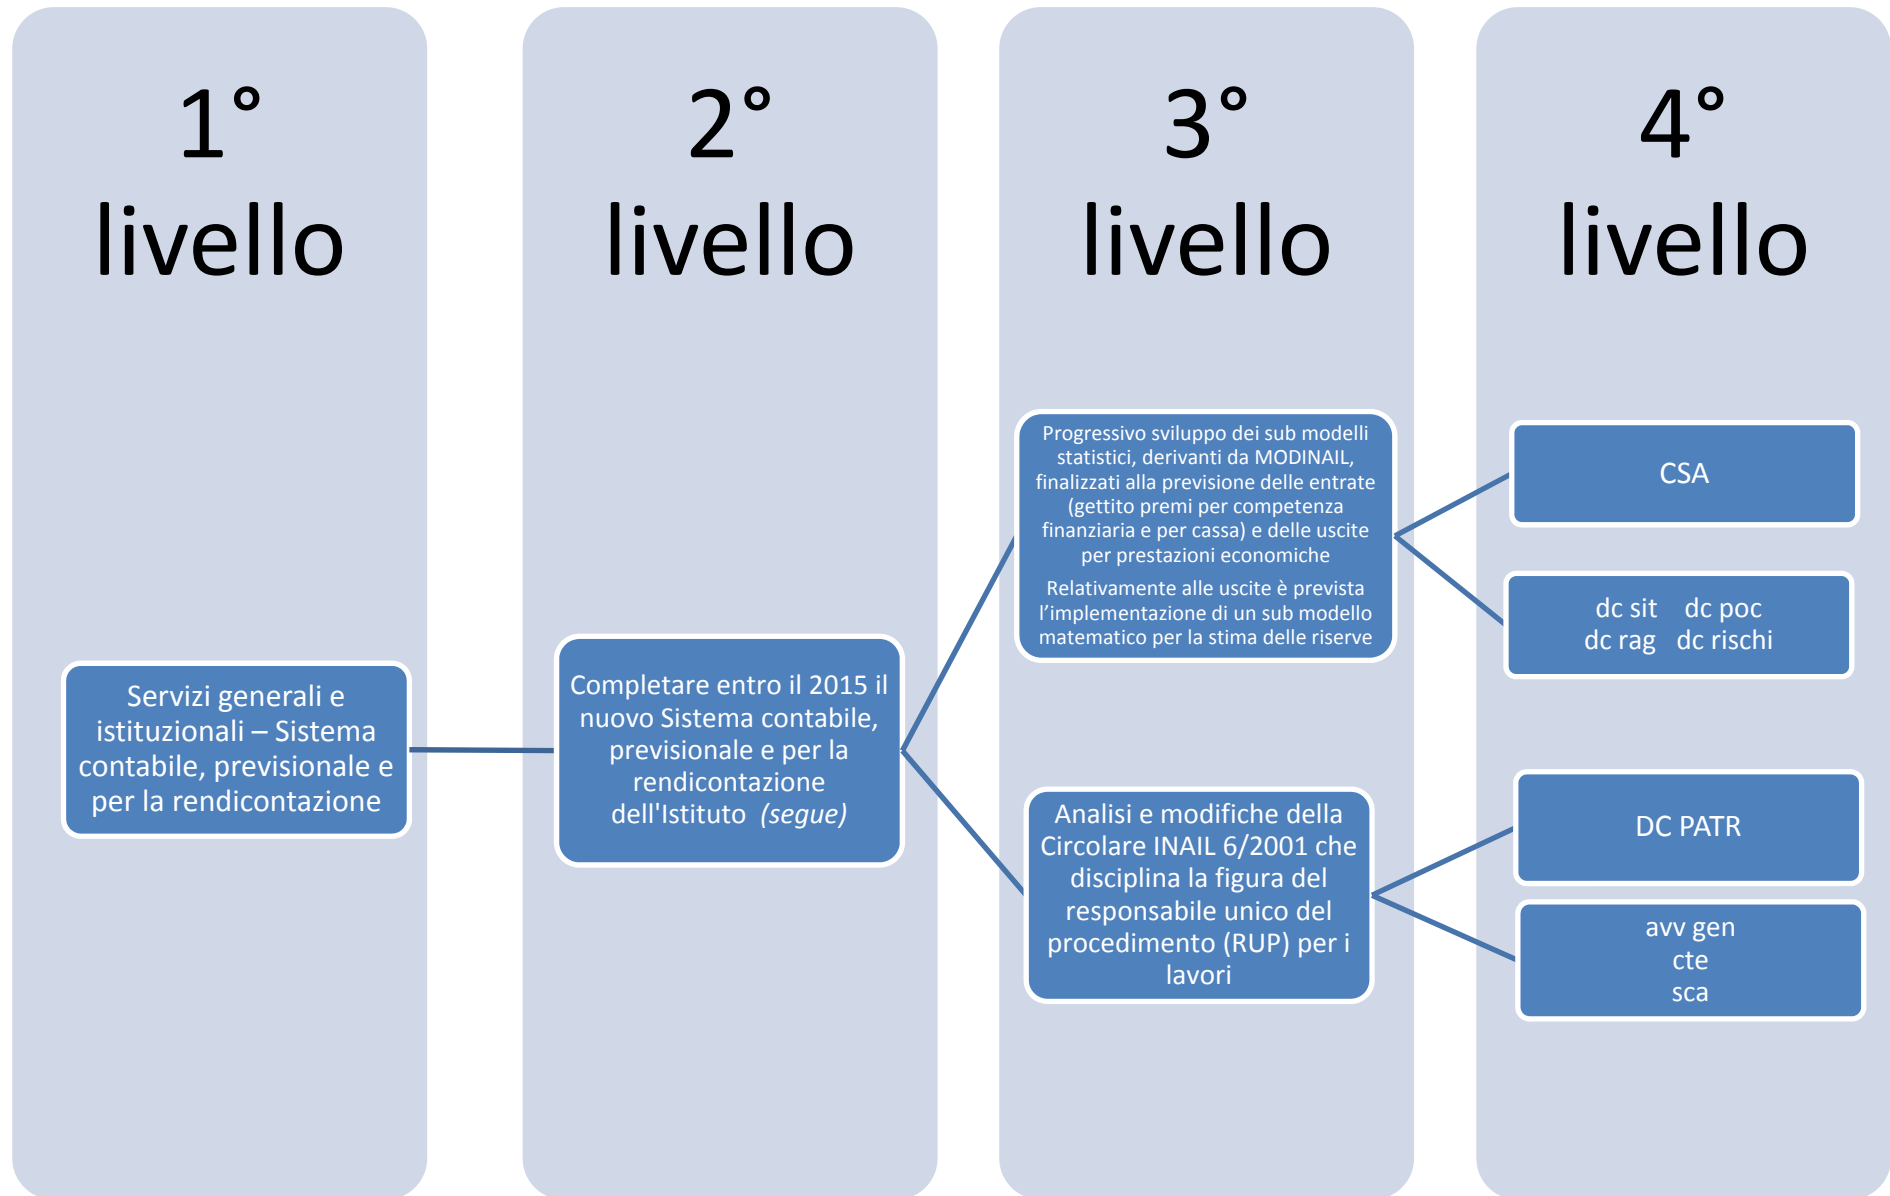 1°
livello
2°
livello
3°
livello
4°
livello
Servizi generali e
istituzionali – Sistema
contabile, previsionale e
per la rendicontazione
Completare entro il 2015 il
nuovo Sistema contabile,
previsionale e per la
rendicontazione
dell'Istituto (segue)
Progressivo sviluppo dei sub modelli
statistici, derivanti da MODINAIL,
finalizzati alla previsione delle entrate
(gettito premi per competenza
finanziaria e per cassa) e delle uscite
per prestazioni economiche
Relativamente alle uscite è prevista
l’implementazione di un sub modello
matematico per la stima delle riserve
Analisi e modifiche della
Circolare INAIL 6/2001 che
disciplina la figura del
responsabile unico del
procedimento (RUP) per i
lavori
CSA
dc sit dc poc
dc rag dc rischi
DC PATR
avv gen
cte
sca